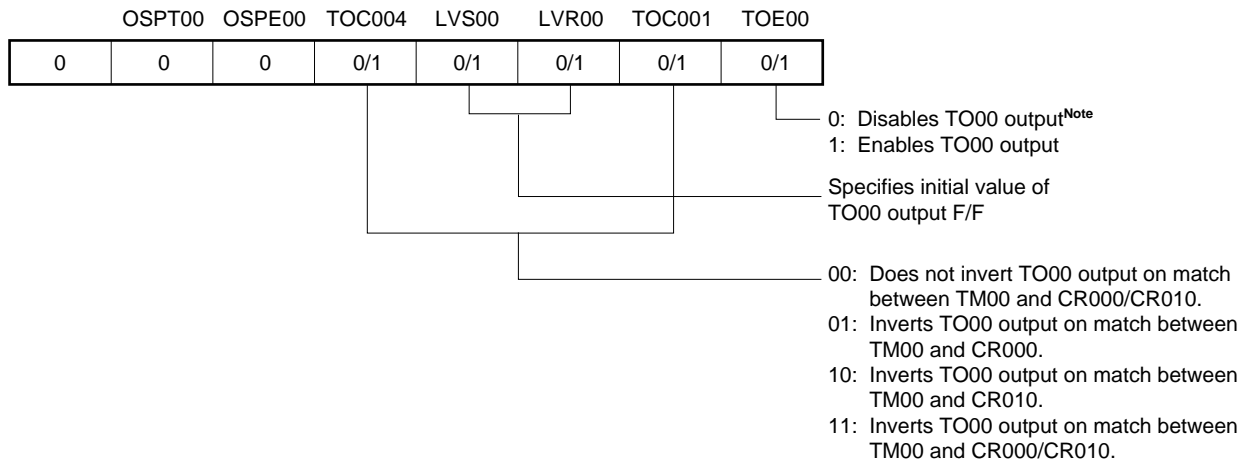 OSPT00 OSPE00 TOC004 LVS00 LVR00 TOC001 TOE00
0 0 0 0/1 0/1 0/1 0/1 0/1
0: Disables TO00 outputNote
1: Enables TO00 output
Specifies initial value of
TO00 output F/F
00: Does not invert TO00 output on match
between TM00 and CR000/CR010.
01: Inverts TO00 output on match between
TM00 and CR000.
10: Inverts TO00 output on match between
TM00 and CR010.
11: Inverts TO00 output on match between
TM00 and CR000/CR010.